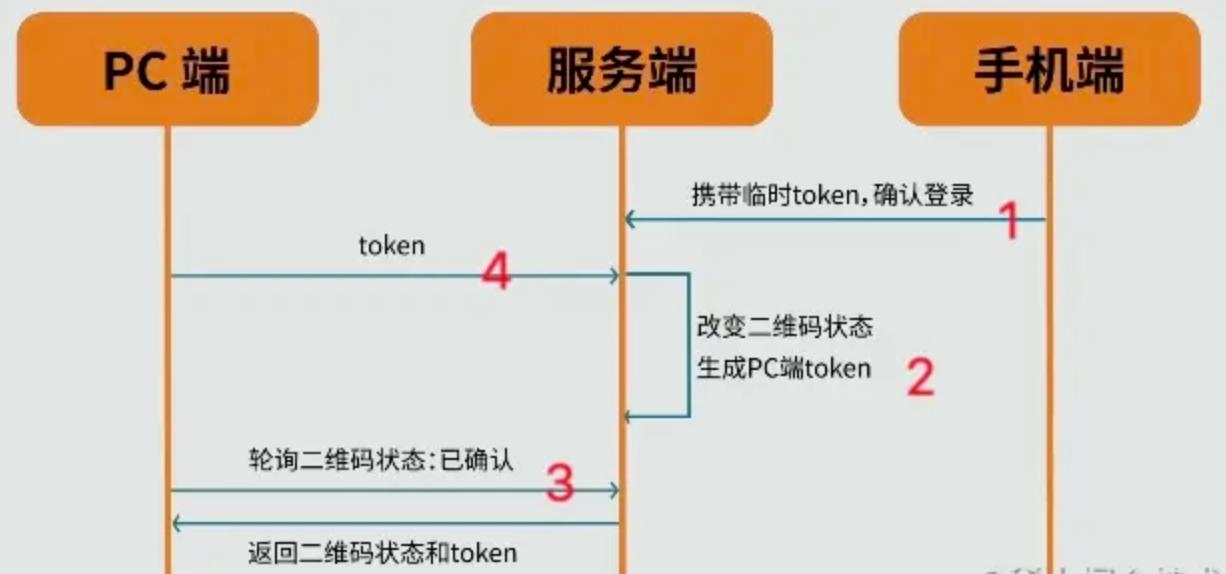 PC 端
服务端
手机端
携带临时token，确认登录
1
token
4
改变二维码状态
生成PC端token
2
轮询二维码状态：已确认
3
返回二维码状态和token